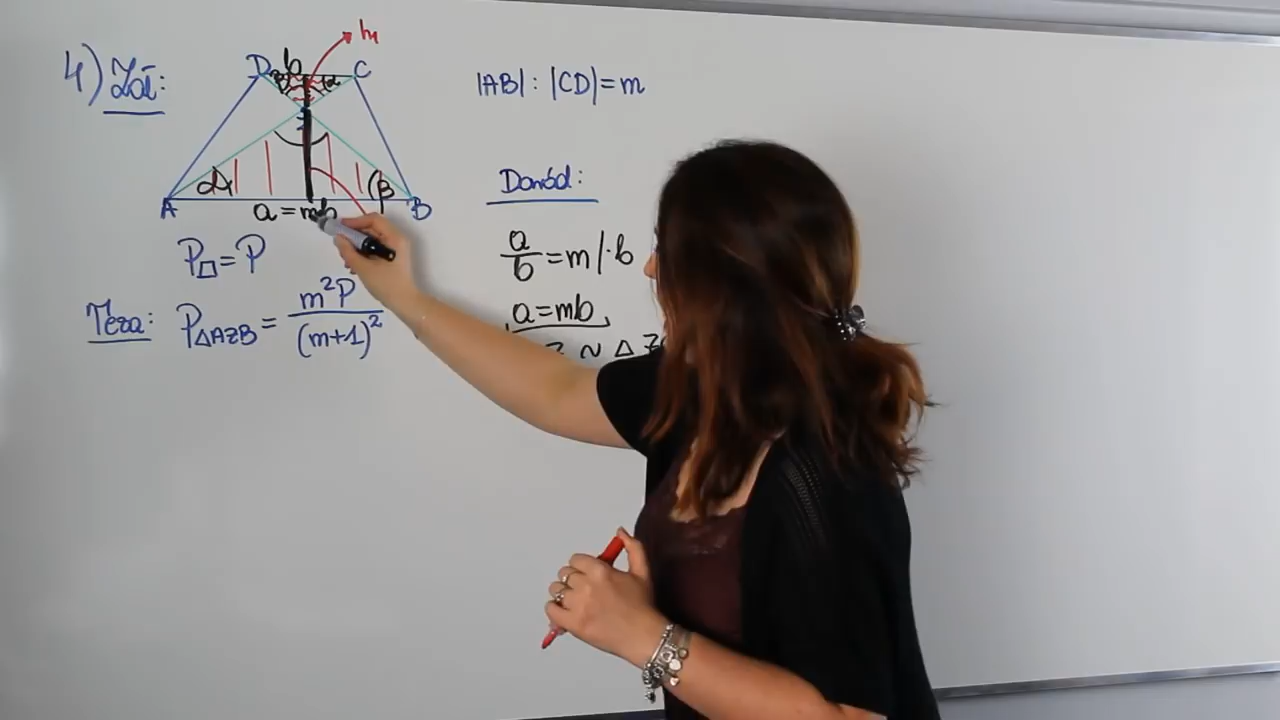 4) Zał:
D b C h₁
β α
Z
α β
A a = mb B
P□ = P
Teza: P△AZB = m²P / (m+1)²
|AB| : |CD| = m
Dowód:
a/b = m /·b
a = mb
Z ~ △ Z